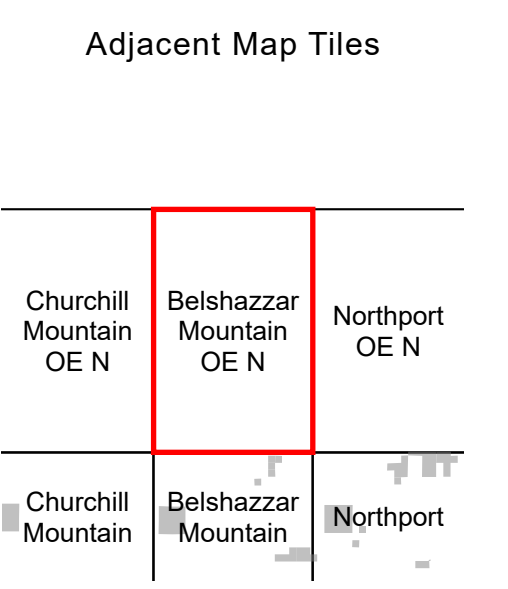 Adjacent Map Tiles
Churchill
Mountain
OE N
Belshazzar
Mountain
OE N
Northport
OE N
Churchill
Mountain
Belshazzar
Mountain
Northport